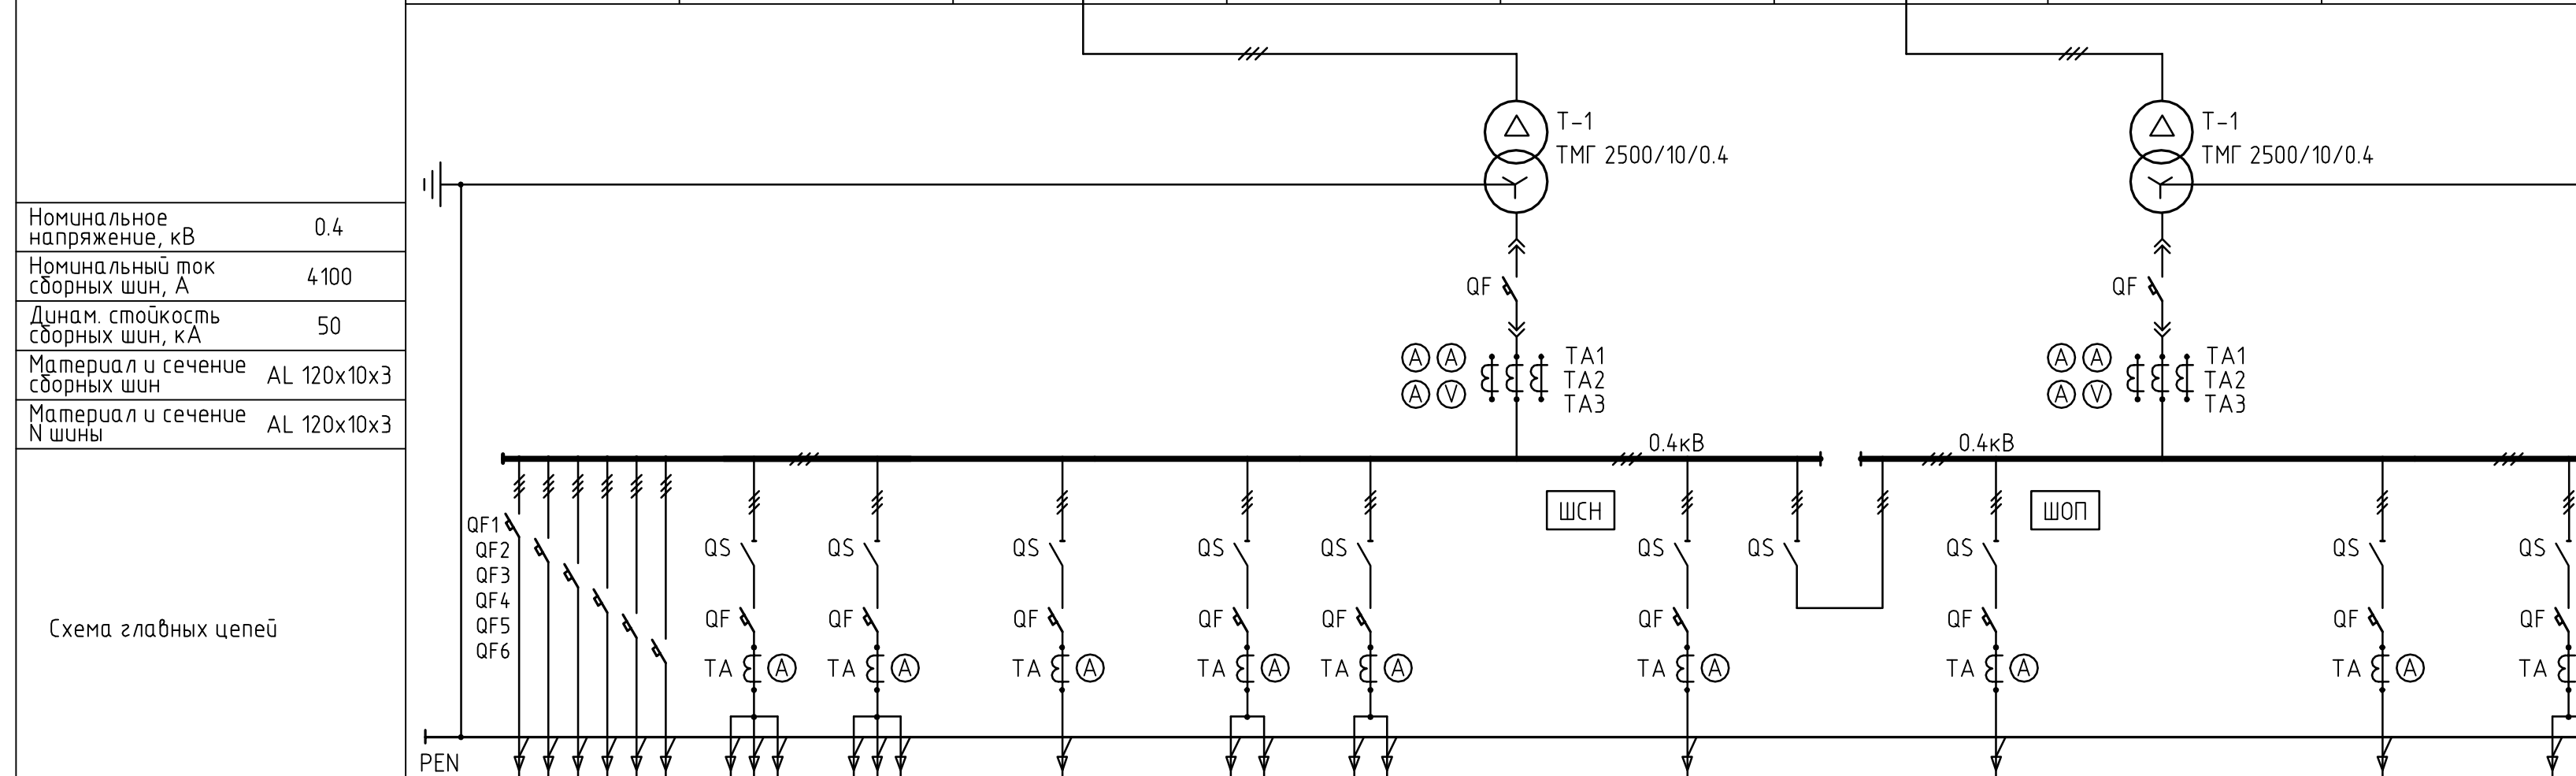 Т-1
ТМГ 2500/10/0.4
Т-1
ТМГ 2500/10/0.4
Номинальное
напряжение, кВ
0.4
Номинальный ток
сборных шин, А
4100
Динам. стойкость
сборных шин, кА
50
Материал и сечение
сборных шин
AL 120x10x3
Материал и сечение
N шины
AL 120x10x3
Схема главных цепей
QF
QF
A A
A V
TA1
TA2
TA3
A A
A V
TA1
TA2
TA3
0.4кВ
0.4кВ
ШСН
ШОП
QF1
QF2
QF3
QF4
QF5
QF6
QS QS QS QS QS QS QS QS QS QS
QF QF QF QF QF QF QF QF QF
TA A TA A TA A TA A TA A TA A TA A TA A TA
PEN